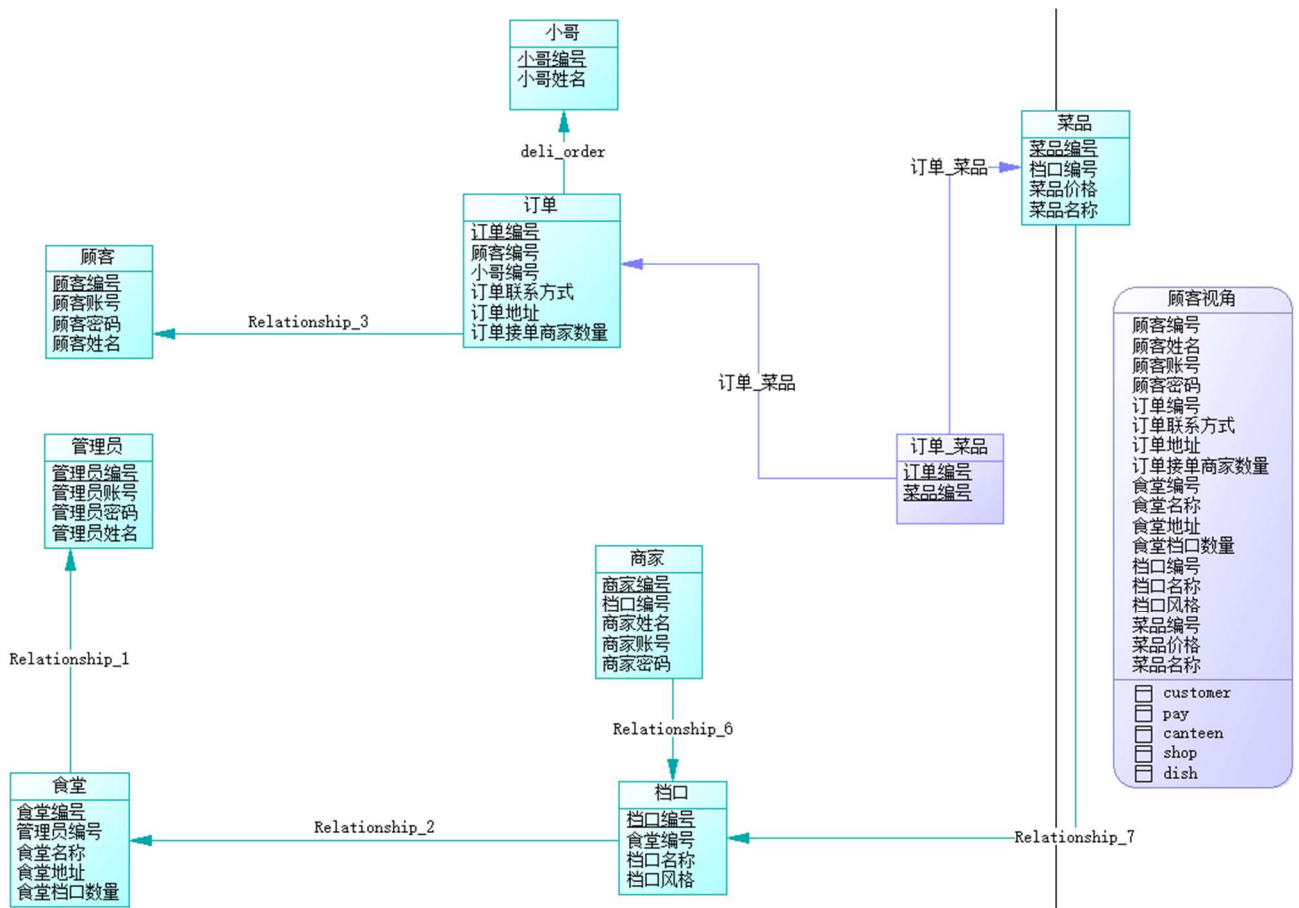 小哥
小哥编号
小哥姓名
deli_order
订单
订单编号
顾客编号
小哥编号
订单联系方式
订单地址
订单接单商家数量
顾客
顾客编号
顾客账号
顾客密码
顾客姓名
Relationship_3
菜品
菜品编号
档口编号
菜品价格
菜品名称
订单_菜品
订单_菜品
订单_菜品
订单编号
菜品编号
管理员
管理员编号
管理员账号
管理员密码
管理员姓名
Relationship_1
商家
商家编号
档口编号
商家姓名
商家账号
商家密码
Relationship_6
食堂
食堂编号
管理员编号
食堂名称
食堂地址
食堂档口数量
Relationship_2
档口
档口编号
食堂编号
档口名称
档口风格
Relationship_7
顾客视角
顾客编号
顾客姓名
顾客账号
顾客密码
订单编号
订单联系方式
订单地址
订单接单商家数量
食堂编号
食堂名称
食堂地址
食堂档口数量
档口编号
档口名称
档口风格
菜品编号
菜品价格
菜品名称
customer
pay
canteen
shop
dish